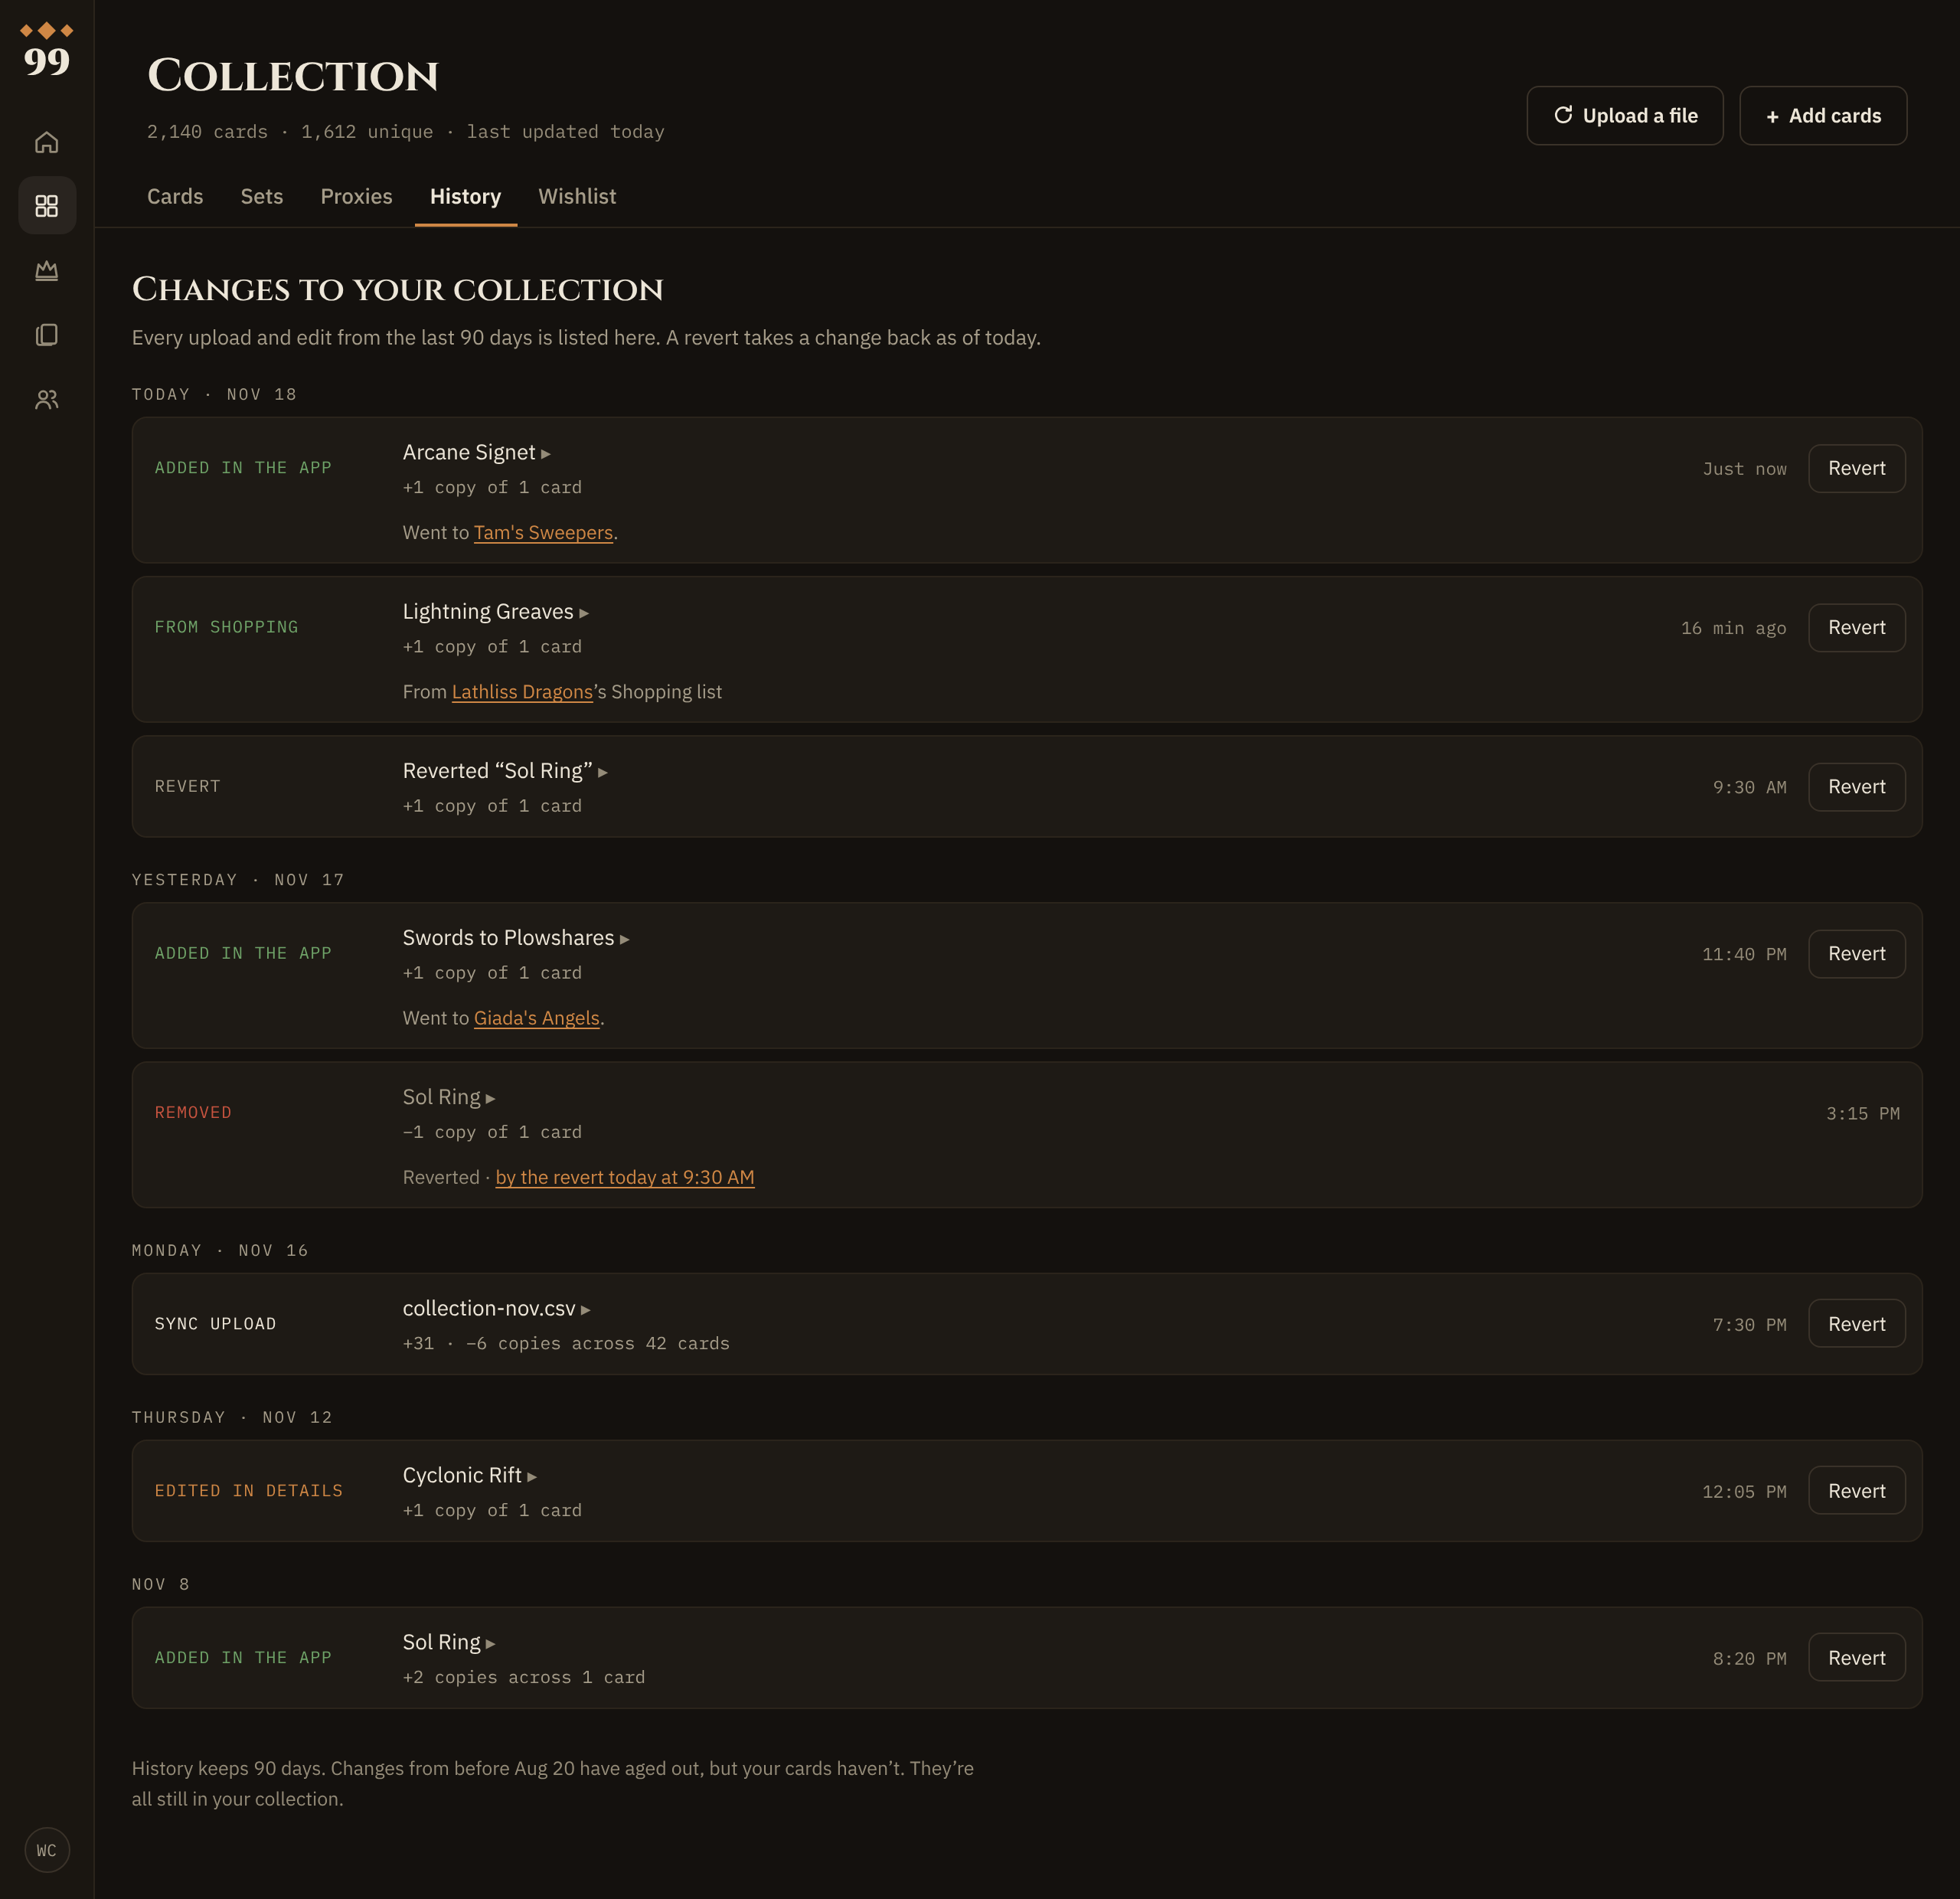 99
Collection
2,140 cards · 1,612 unique · last updated today
Upload a file
+ Add cards
Cards Sets Proxies History Wishlist
Changes to your collection
Every upload and edit from the last 90 days is listed here. A revert takes a change back as of today.
TODAY · NOV 18
ADDED IN THE APP
Arcane Signet ▸
+1 copy of 1 card
Went to Tam's Sweepers.
Just now
Revert
FROM SHOPPING
Lightning Greaves ▸
+1 copy of 1 card
From Lathliss Dragons’s Shopping list
16 min ago
Revert
REVERT
Reverted “Sol Ring” ▸
+1 copy of 1 card
9:30 AM
Revert
YESTERDAY · NOV 17
ADDED IN THE APP
Swords to Plowshares ▸
+1 copy of 1 card
Went to Giada's Angels.
11:40 PM
Revert
REMOVED
Sol Ring ▸
−1 copy of 1 card
Reverted · by the revert today at 9:30 AM
3:15 PM
MONDAY · NOV 16
SYNC UPLOAD
collection-nov.csv ▸
+31 · −6 copies across 42 cards
7:30 PM
Revert
THURSDAY · NOV 12
EDITED IN DETAILS
Cyclonic Rift ▸
+1 copy of 1 card
12:05 PM
Revert
NOV 8
ADDED IN THE APP
Sol Ring ▸
+2 copies across 1 card
8:20 PM
Revert
History keeps 90 days. Changes from before Aug 20 have aged out, but your cards haven’t. They’re
all still in your collection.
WC